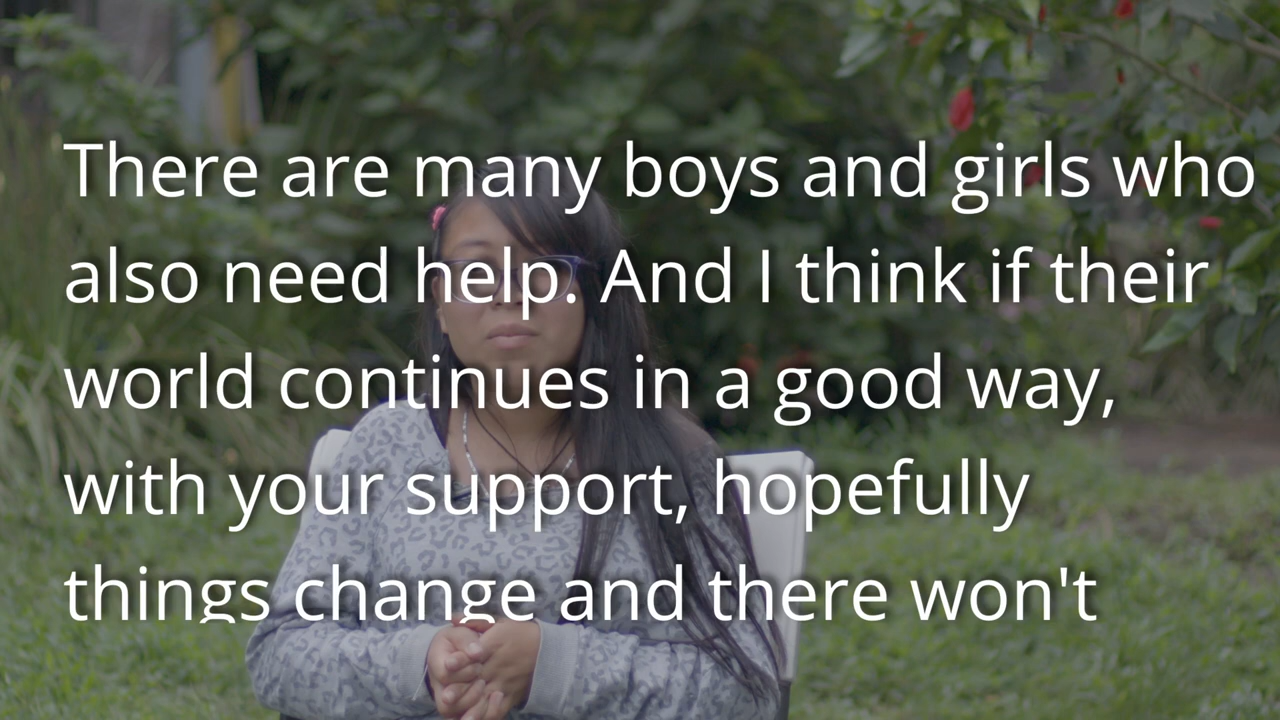 There are many boys and girls who
also need help. And I think if their
world continues in a good way,
with your support, hopefully
things change and there won't